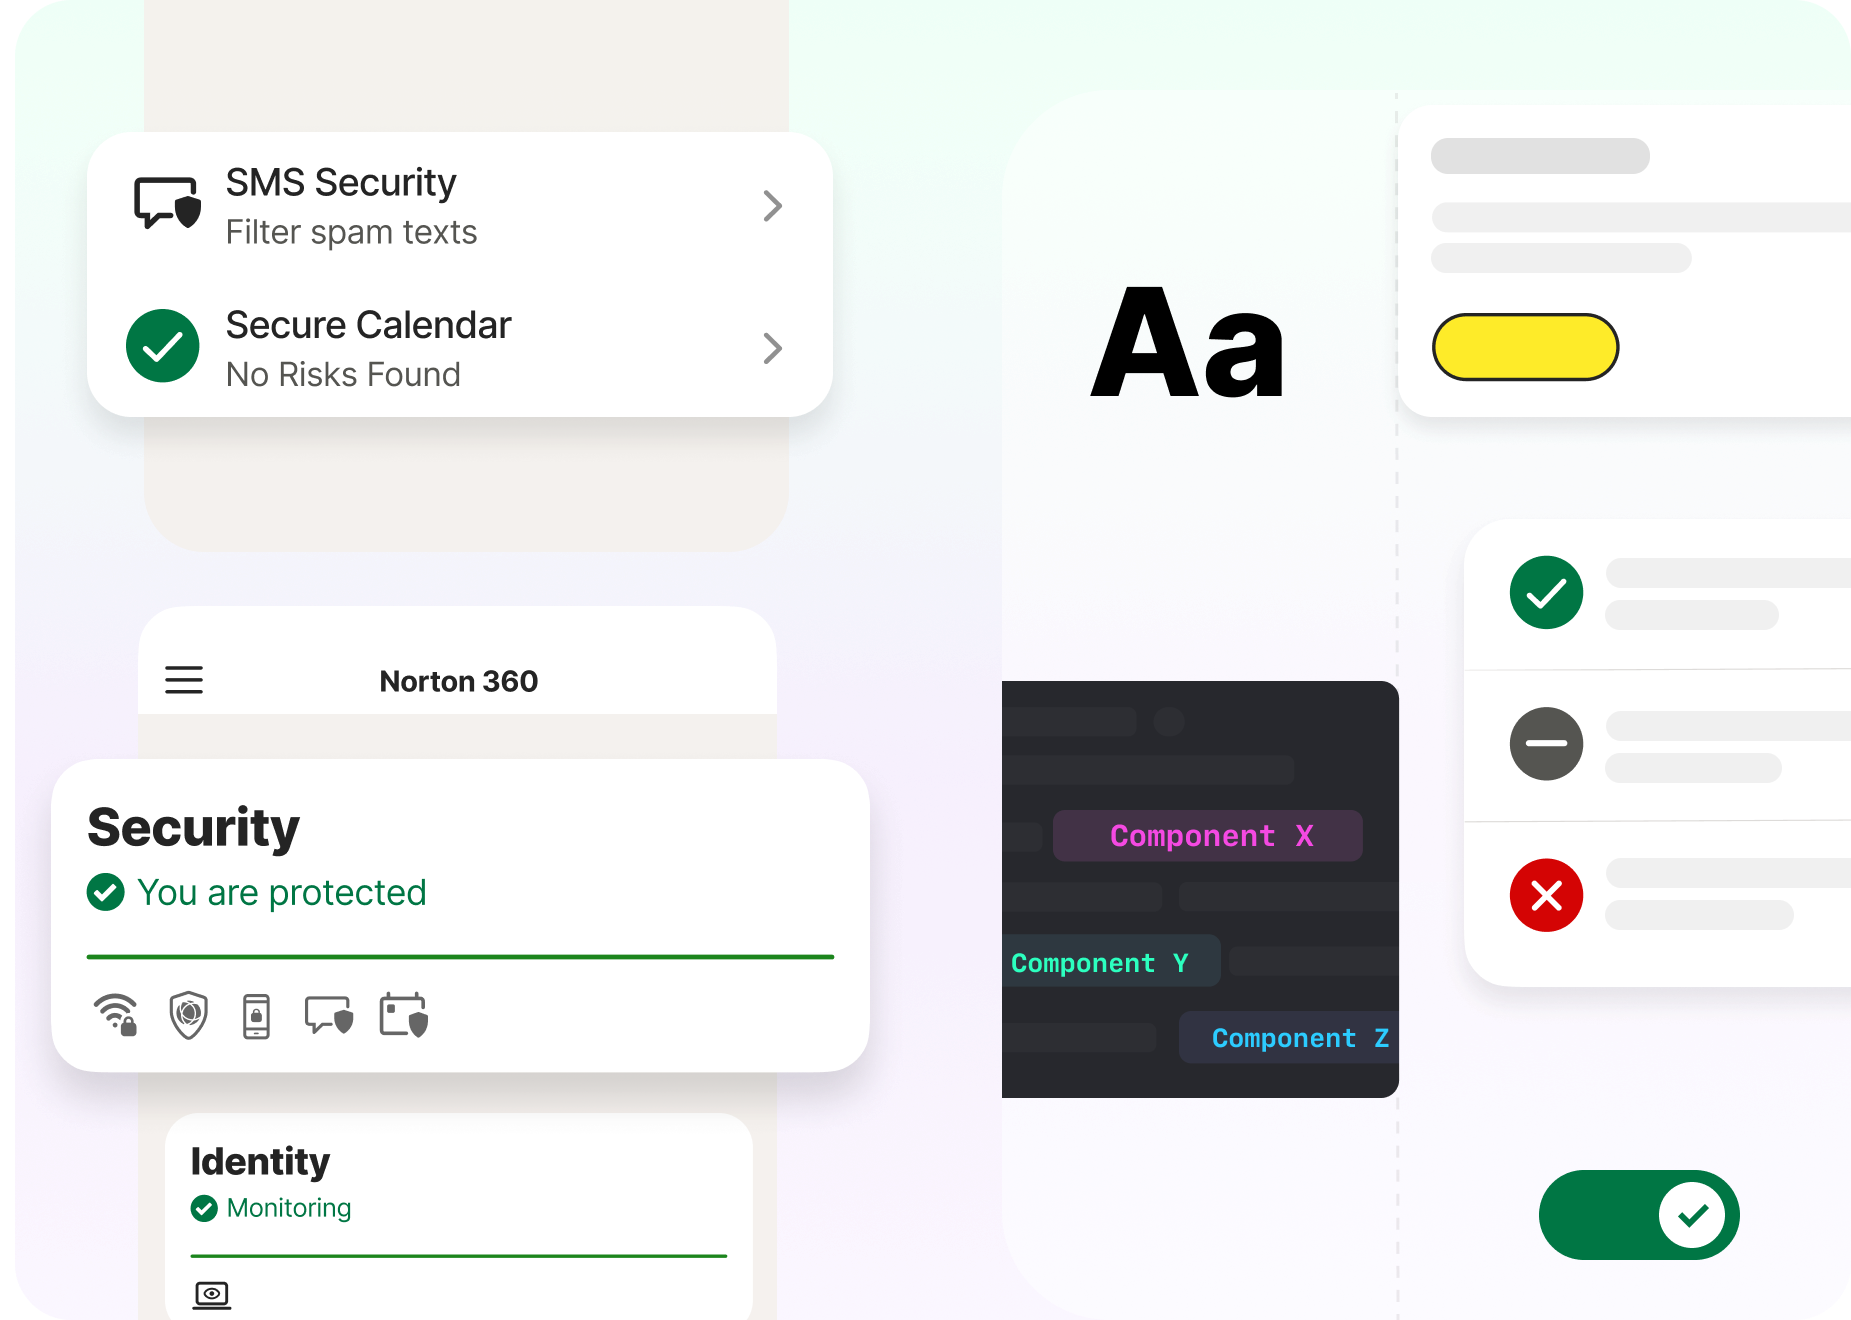 SMS Security
Filter spam texts
Secure Calendar
No Risks Found
Norton 360
Security
You are protected
Identity
Monitoring
Aa
Component X
Component Y
Component Z